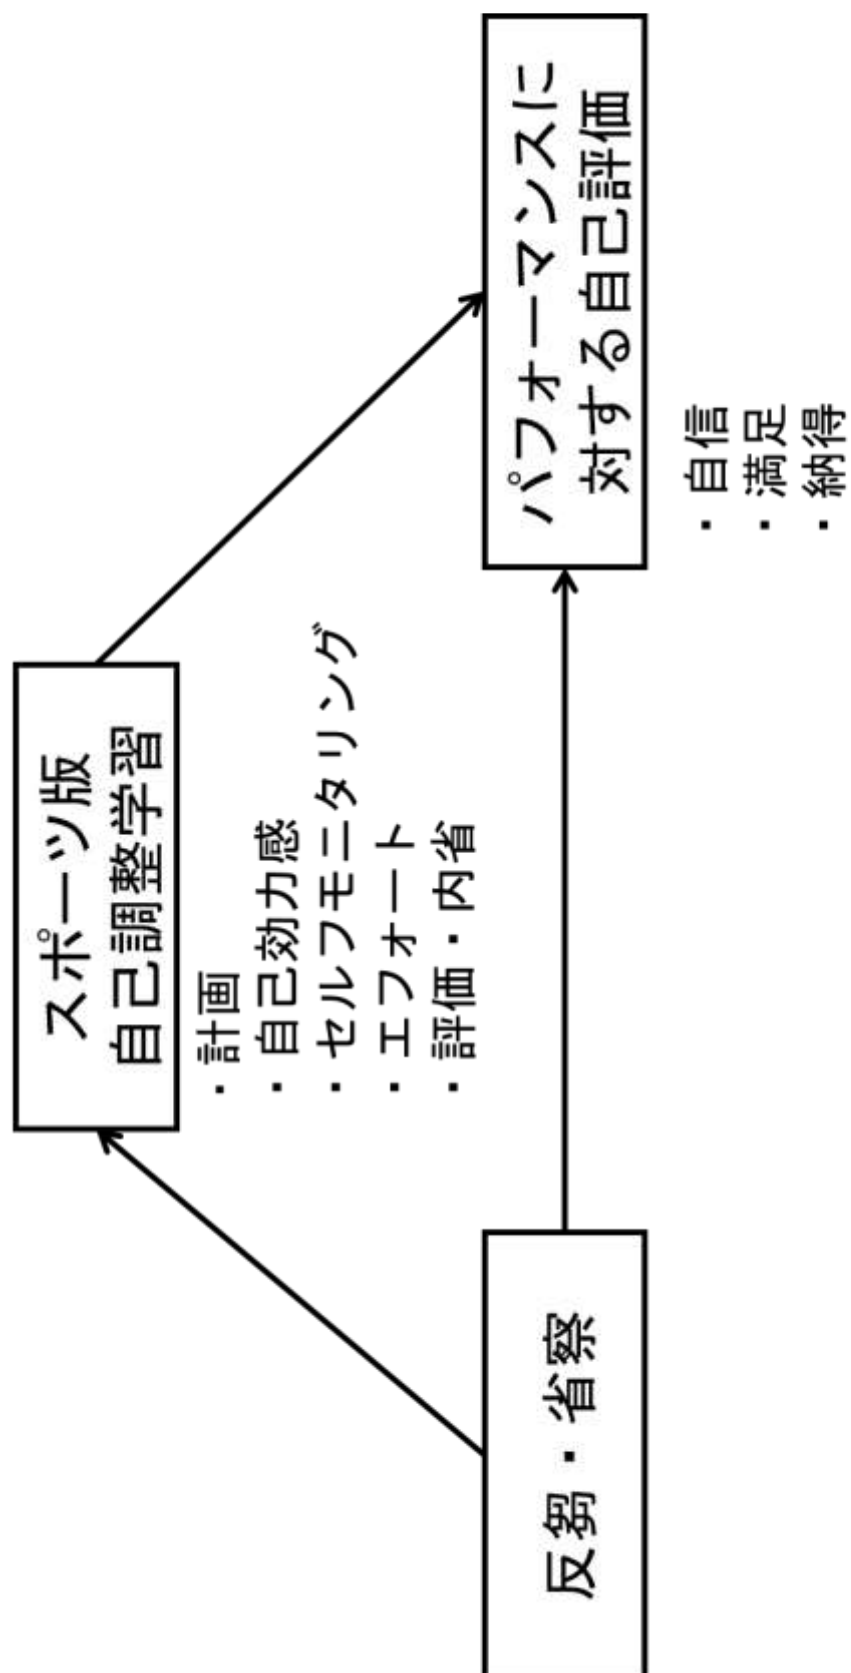 スポーツ版
自己調整学習
・計画
・自己効力感
・セルフモニタリング
・エフォート
・評価・内省
反芻・省察
パフォーマンスに
対する自己評価
・自信
・満足
・納得